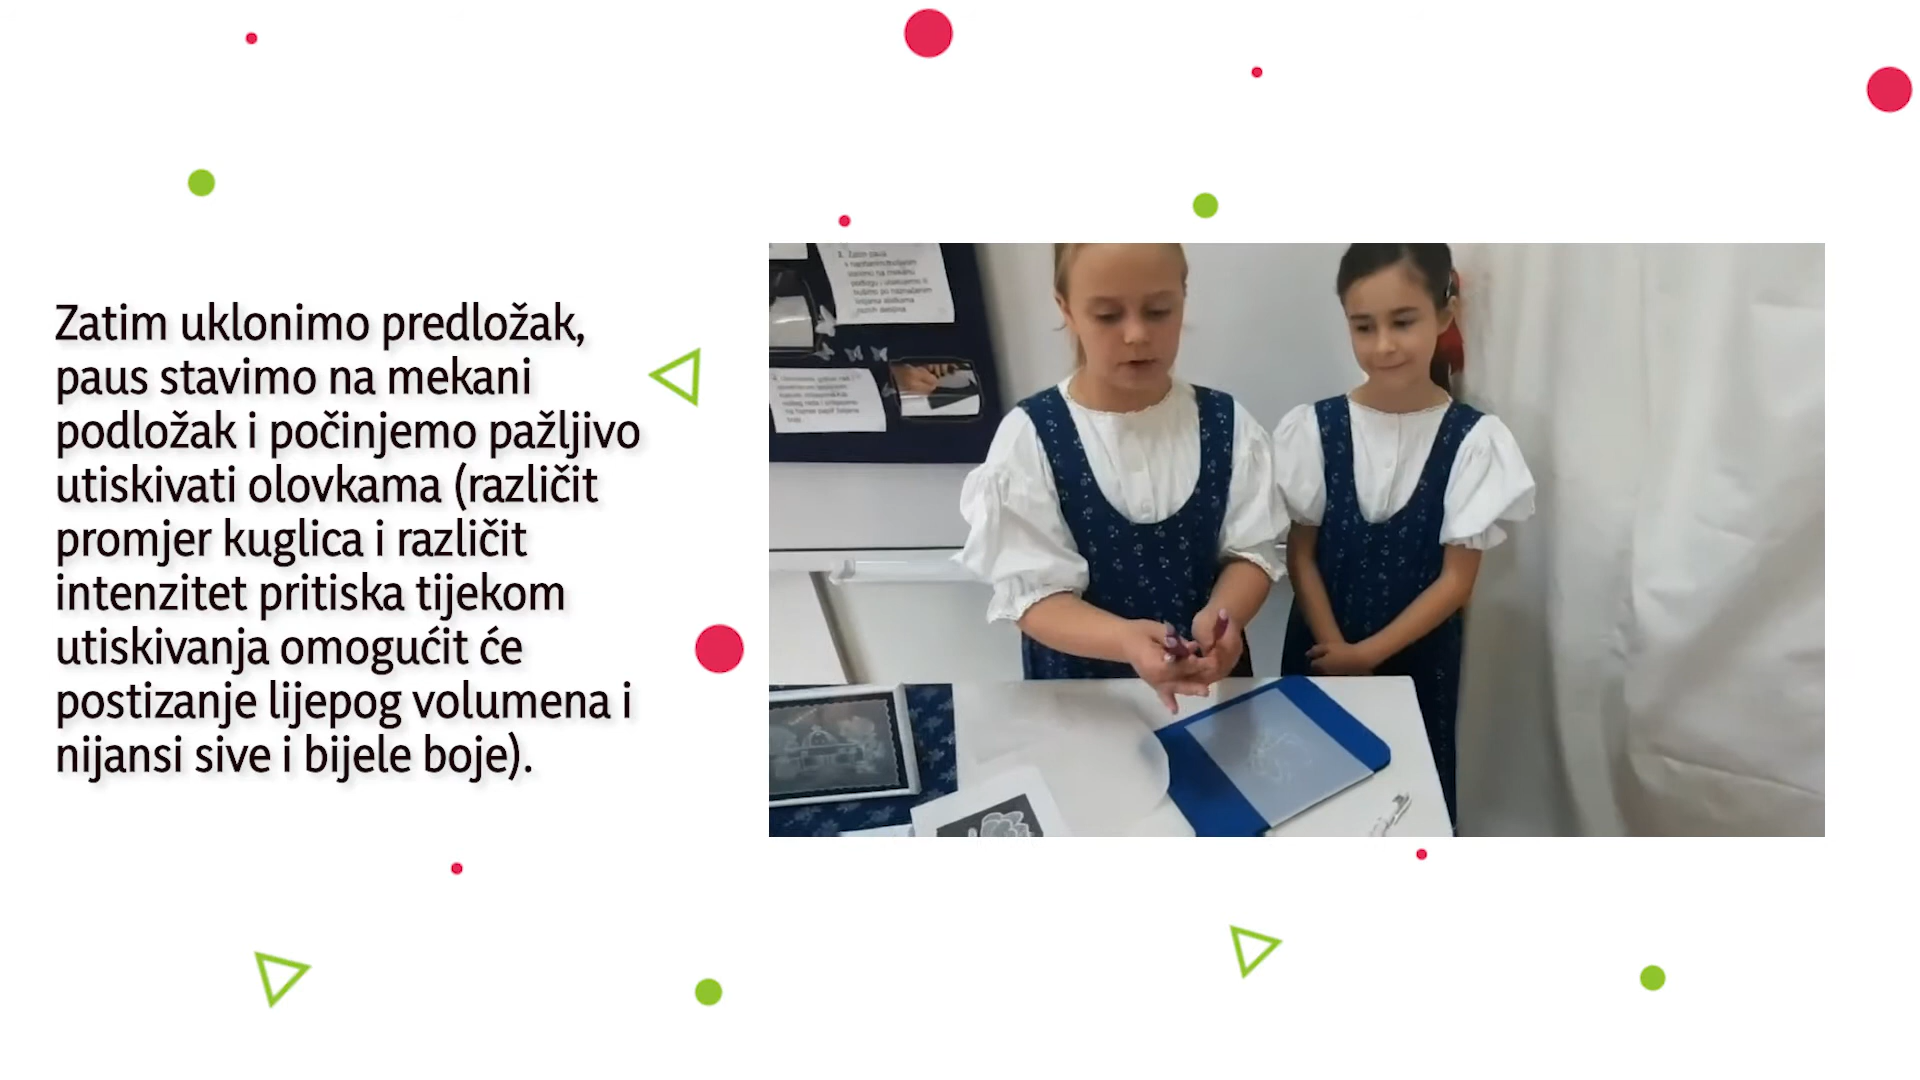 Zatim uklonimo predložak,
paus stavimo na mekani
podložak i počinjemo pažljivo
utiskivati olovkama (različit
promjer kuglica i različit
intenzitet pritiska tijekom
utiskivanja omogućit će
postizanje lijepog volumena i
nijansi sive i bijele boje).